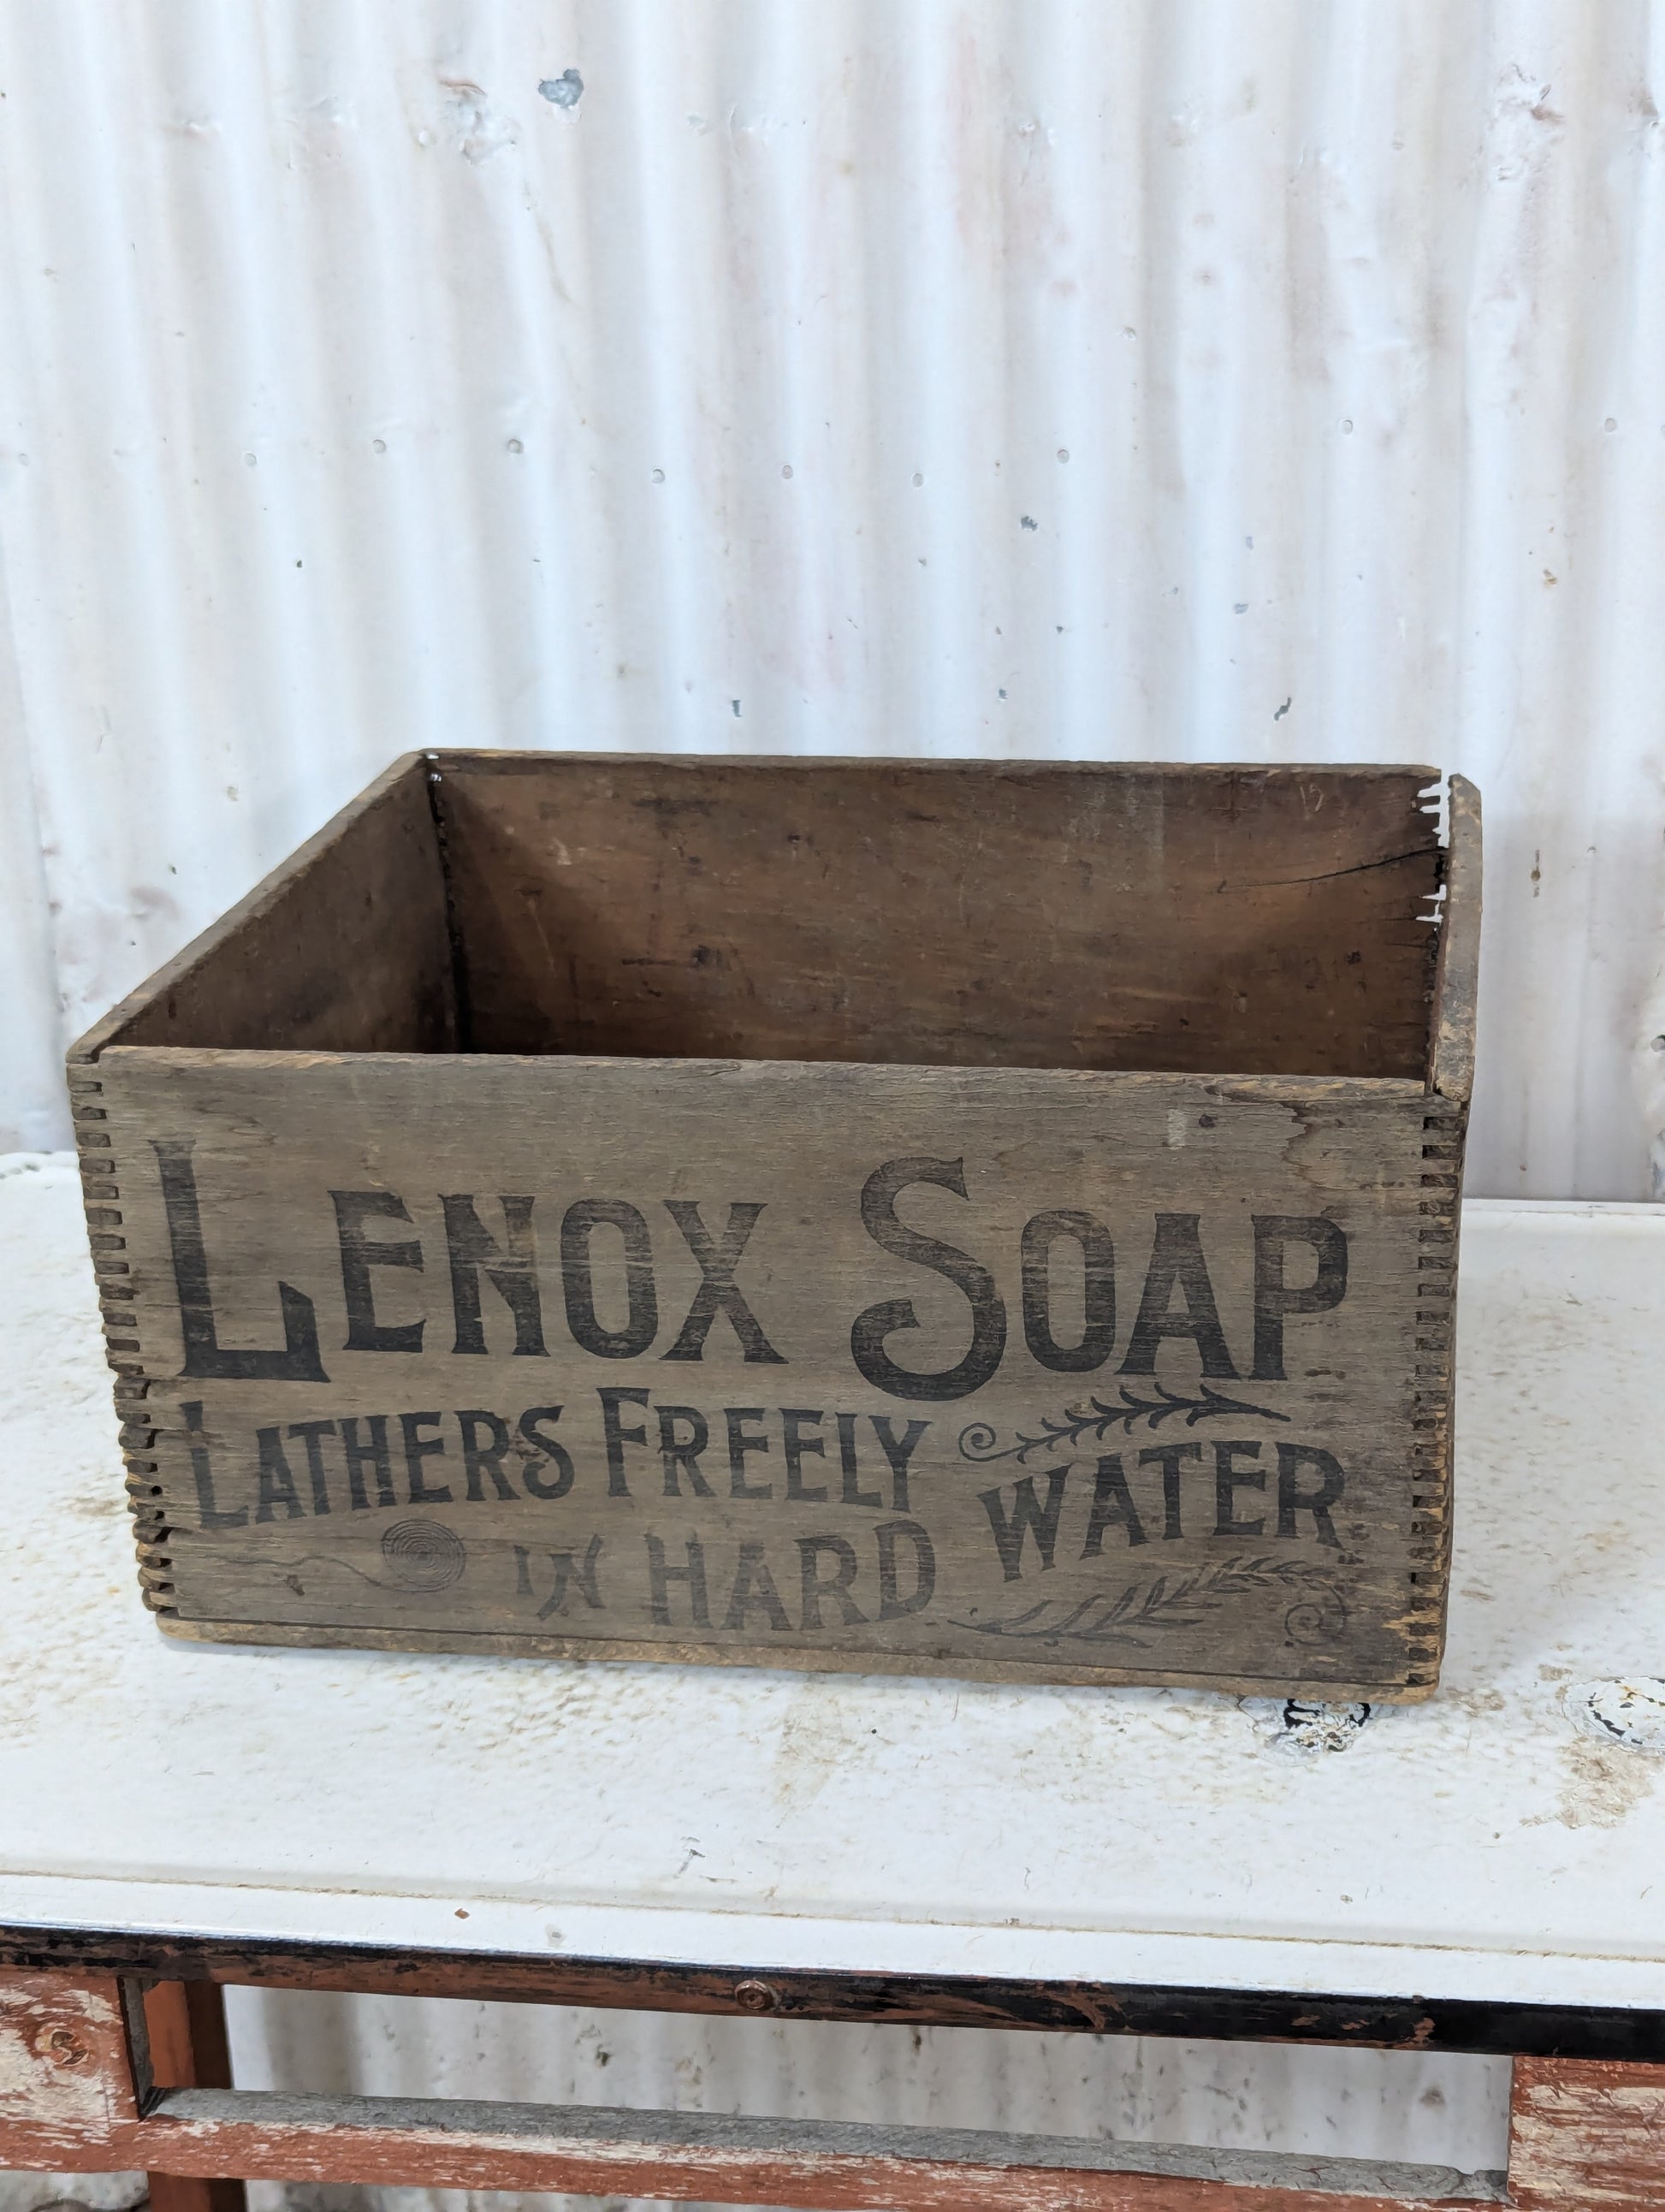 LENOX SOAP
LATHERS FREELY
IN HARD WATER